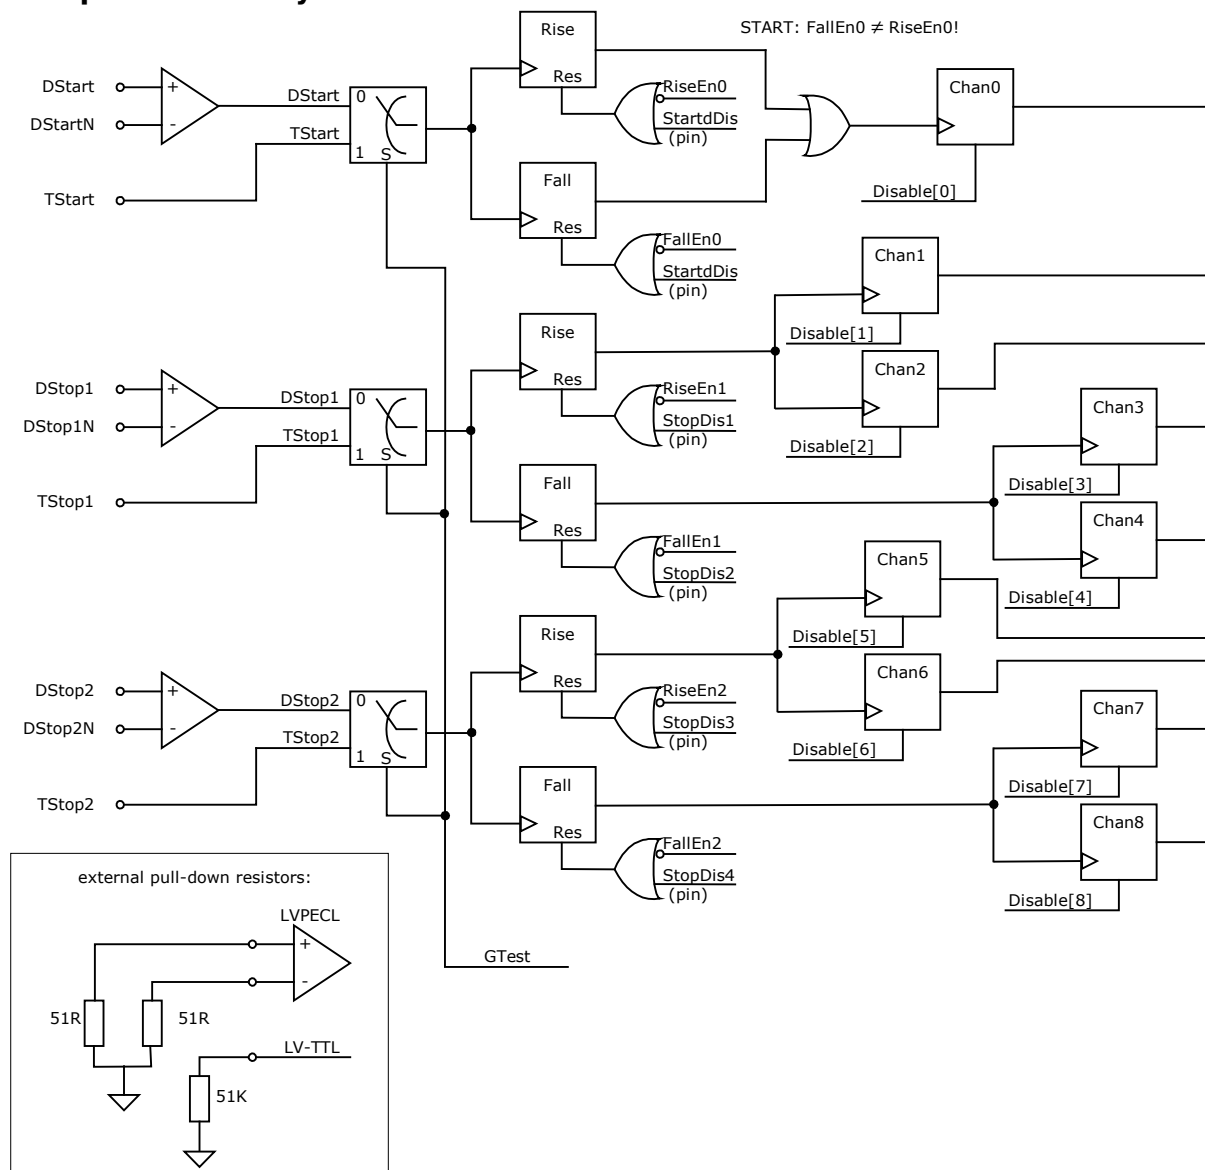 Rise
START: FallEn0 ≠ RiseEn0!
Res
DStart
+
DStartN
-
DStart
0
TStart
1
S
RiseEn0
StartdDis
(pin)
Chan0
Disable[0]
TStart
Fall
Res
FallEn0
StartdDis
(pin)
Chan1
Disable[1]
Rise
Res
Chan2
Disable[2]
DStop1
+
DStop1N
-
DStop1
0
TStop1
1
S
RiseEn1
StopDis1
(pin)
Chan3
Disable[3]
TStop1
Fall
Res
FallEn1
StopDis2
(pin)
Chan4
Disable[4]
Chan5
Disable[5]
Rise
Res
Chan6
Disable[6]
DStop2
+
DStop2N
-
DStop2
0
TStop2
1
S
RiseEn2
StopDis3
(pin)
Chan7
Disable[7]
TStop2
Fall
Res
FallEn2
StopDis4
(pin)
Chan8
Disable[8]
GTest
external pull-down resistors:
LVPECL
+
-
51R
51R
LV-TTL
51K